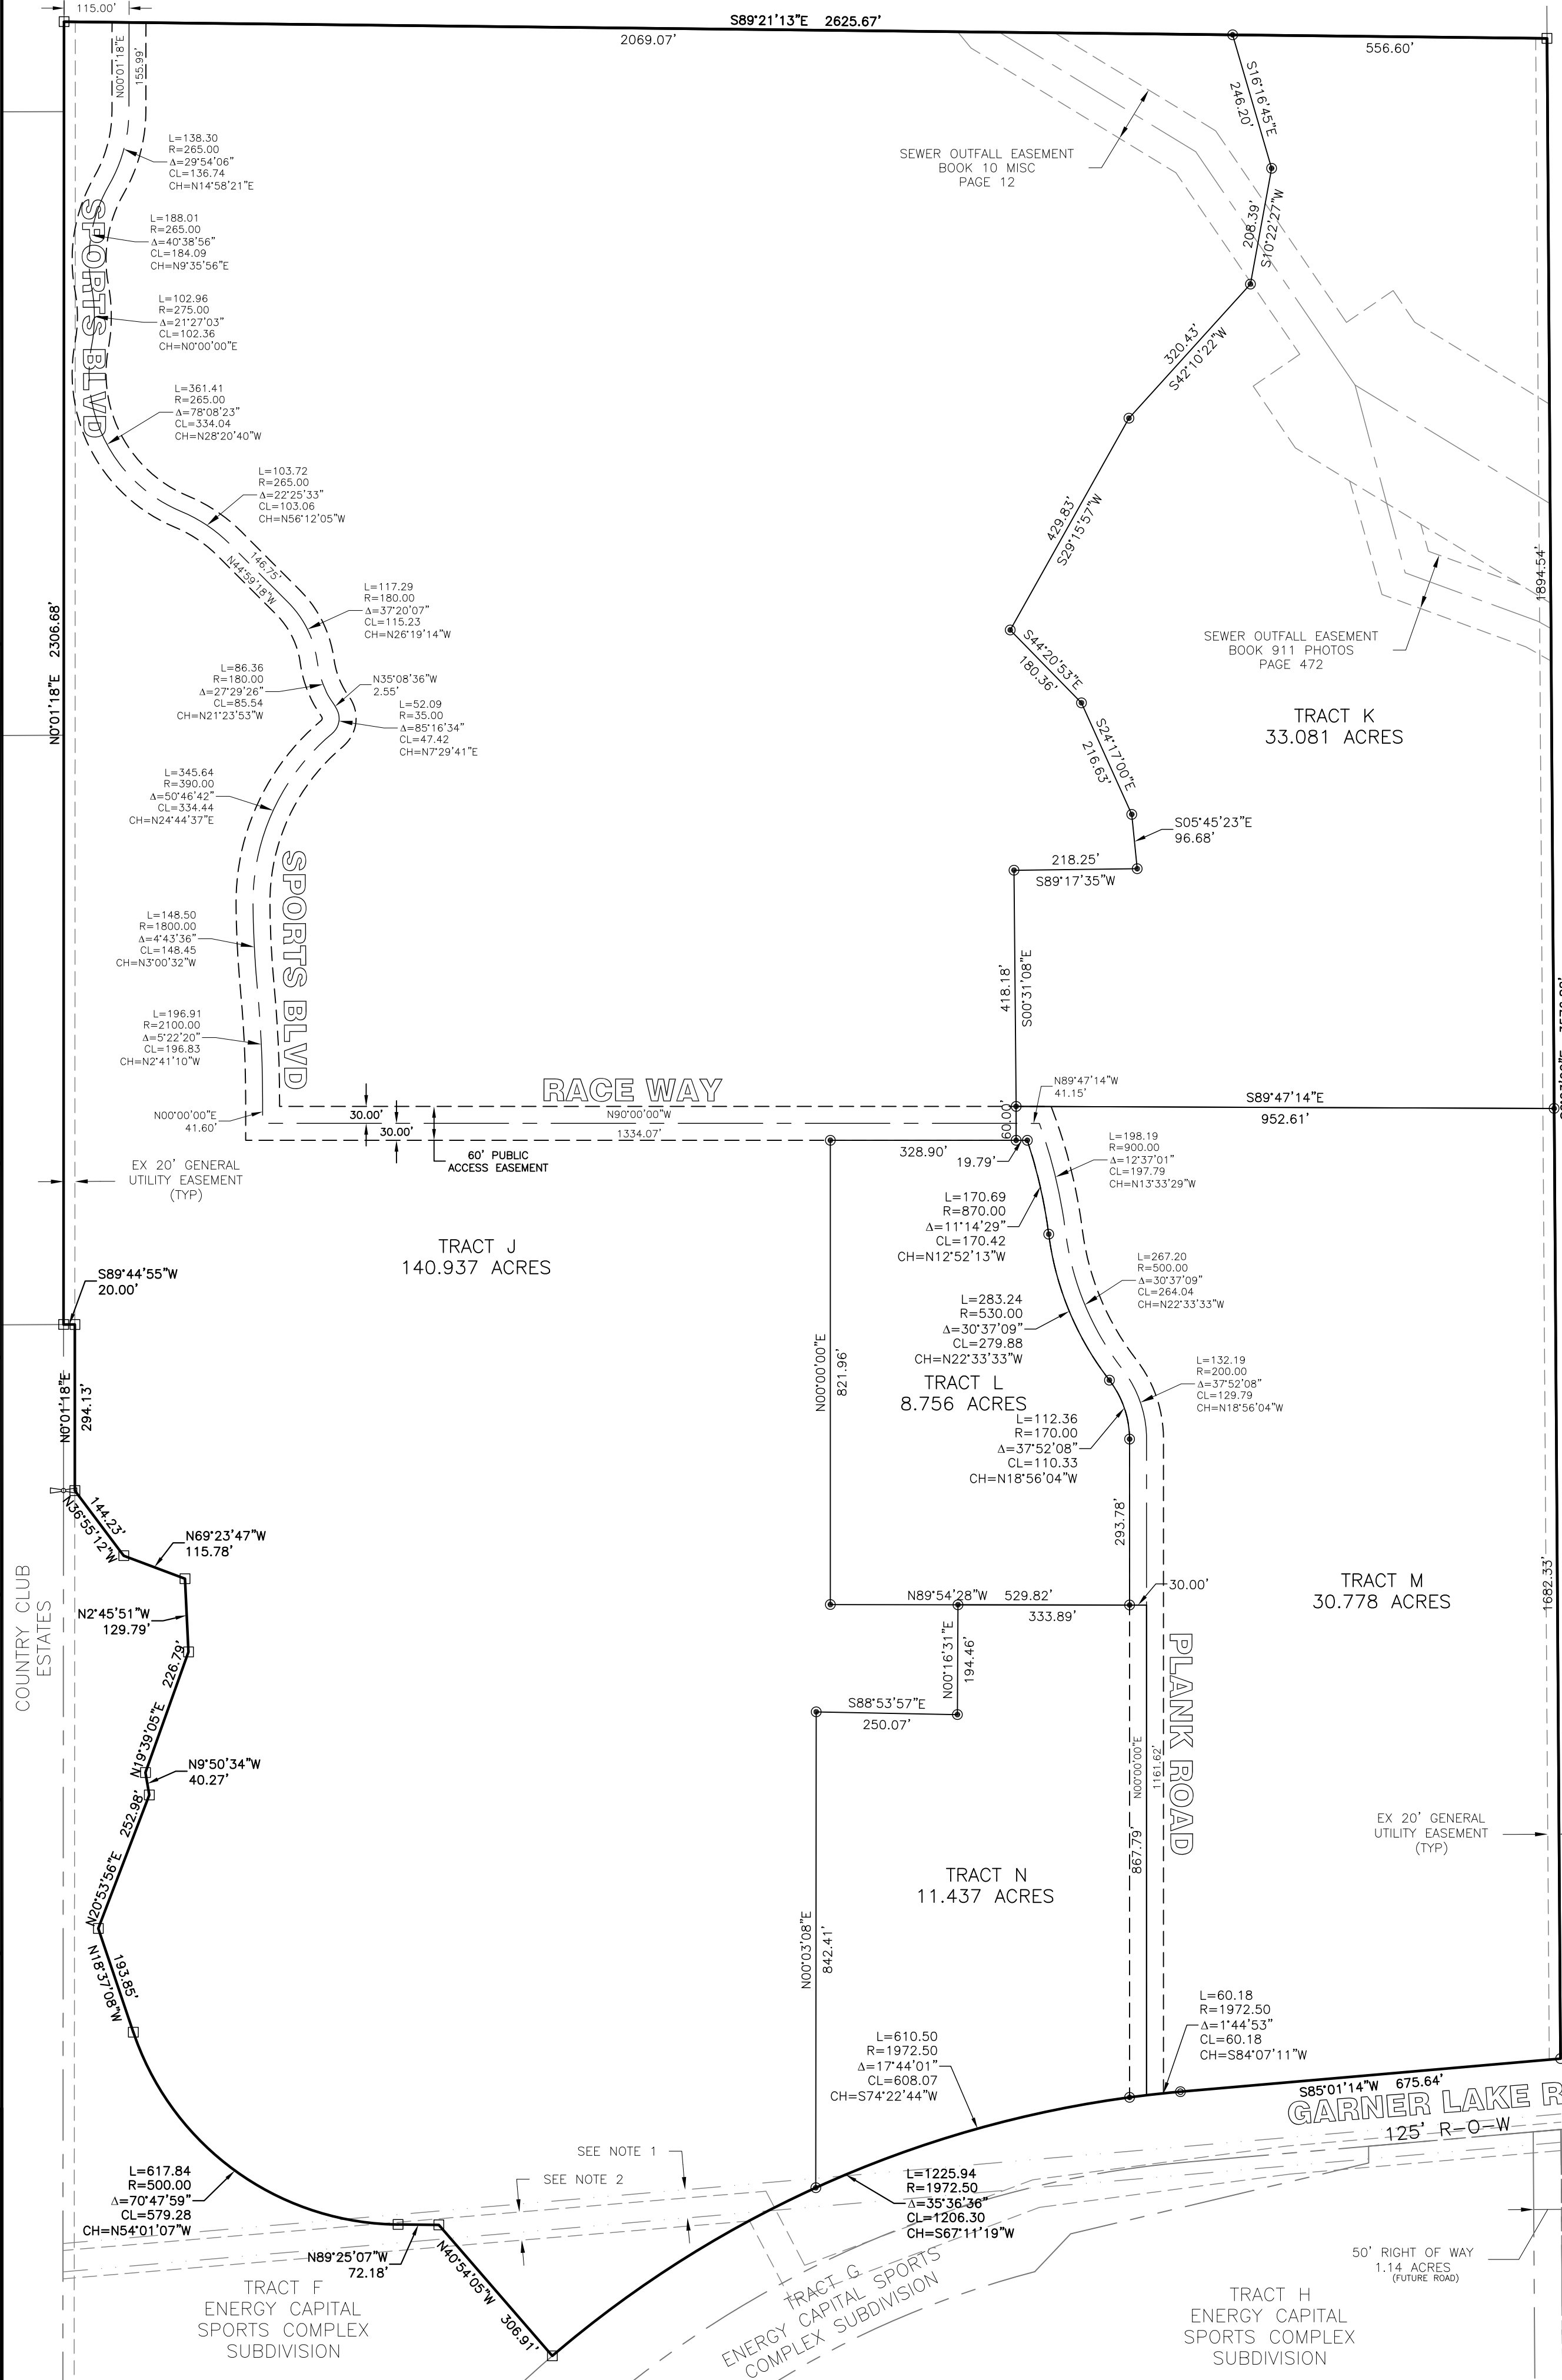 115.00'
S89°21'13"E 2625.67'
2069.07'
556.60'
N00°01'18"E
155.99'
S16°16'45"E
246.20'
L=138.30
R=265.00
Δ=29°54'06"
CL=136.74
CH=N14°58'21"E
SEWER OUTFALL EASEMENT
BOOK 10 MISC
PAGE 12
SPORTS BLVD
L=188.01
R=265.00
Δ=40°38'56"
CL=184.09
CH=N9°35'56"E
208.39'
S10°22'27"W
L=102.96
R=275.00
Δ=21°27'03"
CL=102.36
CH=N0°00'00"E
320.43'
S42°10'22"W
L=361.41
R=265.00
Δ=78°08'23"
CL=334.04
CH=N28°20'40"W
L=103.72
R=265.00
Δ=22°25'33"
CL=103.06
CH=N56°12'05"W
429.83'
S29°15'57"W
146.75'
N44°59'18"W
1894.54'
L=117.29
R=180.00
Δ=37°20'07"
CL=115.23
CH=N26°19'14"W
N0°01'18"E 2306.68'
SEWER OUTFALL EASEMENT
BOOK 911 PHOTOS
PAGE 472
S44°20'53"E
180.36'
L=86.36
R=180.00
Δ=27°29'26"
CL=85.54
CH=N21°23'53"W
N35°08'36"W
2.55'
L=52.09
R=35.00
Δ=85°16'34"
CL=47.42
CH=N7°29'41"E
TRACT K
33.081 ACRES
S24°17'00"E
216.63'
L=345.64
R=390.00
Δ=50°46'42"
CL=334.44
CH=N24°44'37"E
S05°45'23"E
96.68'
218.25'
S89°17'35"W
SPORTS BLVD
L=148.50
R=1800.00
Δ=4°43'36"
CL=148.45
CH=N3°00'32"W
418.18'
S00°31'08"E
L=196.91
R=2100.00
Δ=5°22'20"
CL=196.83
CH=N2°41'10"W
RACE WAY
N89°47'14"W
41.15'
S89°47'14"E
952.61'
N00°00'00"E
41.60'
30.00'
30.00'
N90°00'00"W
1334.07'
60.00'
60' PUBLIC
ACCESS EASEMENT
328.90'
19.79'
L=198.19
R=900.00
Δ=12°37'01"
CL=197.79
CH=N13°33'29"W
EX 20' GENERAL
UTILITY EASEMENT
(TYP)
L=170.69
R=870.00
Δ=11°14'29"
CL=170.42
CH=N12°52'13"W
TRACT J
140.937 ACRES
S89°44'55"W
20.00'
L=267.20
R=500.00
Δ=30°37'09"
CL=264.04
CH=N22°33'33"W
L=283.24
R=530.00
Δ=30°37'09"
CL=279.88
CH=N22°33'33"W
N00°00'00"E
821.96'
TRACT L
8.756 ACRES
L=132.19
R=200.00
Δ=37°52'08"
CL=129.79
CH=N18°56'04"W
N0°01'18"E
294.13'
L=112.36
R=170.00
Δ=37°52'08"
CL=110.33
CH=N18°56'04"W
293.78'
144.23'
N36°55'12"W
N69°23'47"W
115.78'
N89°54'28"W 529.82'
333.89'
30.00'
TRACT M
30.778 ACRES
1682.33'
COUNTRY CLUB
ESTATES
N2°45'51"W
129.79'
N00°16'31"E
194.46'
226.79'
N19°39'05"E
S88°53'57"E
250.07'
PLANK ROAD
N9°50'34"W
40.27'
N00°00'00"E
1161.62'
867.79'
N20°53'56"E 252.98'
EX 20' GENERAL
UTILITY EASEMENT
(TYP)
TRACT N
11.437 ACRES
193.85'
N18°37'08"W
N00°03'08"E
842.41'
L=60.18
R=1972.50
Δ=1°44'53"
CL=60.18
CH=S84°07'11"W
L=610.50
R=1972.50
Δ=17°44'01"
CL=608.07
CH=S74°22'44"W
S85°01'14"W 675.64'
GARNER LAKE R
125' R-O-W
SEE NOTE 1
SEE NOTE 2
L=617.84
R=500.00
Δ=70°47'59"
CL=579.28
CH=N54°01'07"W
L=1225.94
R=1972.50
Δ=35°36'36"
CL=1206.30
CH=S67°11'19"W
N89°25'07"W
72.18'
N40°54'05"W 306.91'
50' RIGHT OF WAY
1.14 ACRES
(FUTURE ROAD)
TRACT F
ENERGY CAPITAL
SPORTS COMPLEX
SUBDIVISION
TRACT G
ENERGY CAPITAL SPORTS
COMPLEX SUBDIVISION
TRACT H
ENERGY CAPITAL
SPORTS COMPLEX
SUBDIVISION